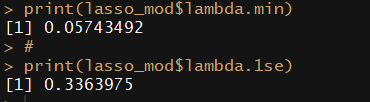 > print(lasso_mod$lambda.min)
[1] 0.05743492
> #
> print(lasso_mod$lambda.1se)
[1] 0.3363975